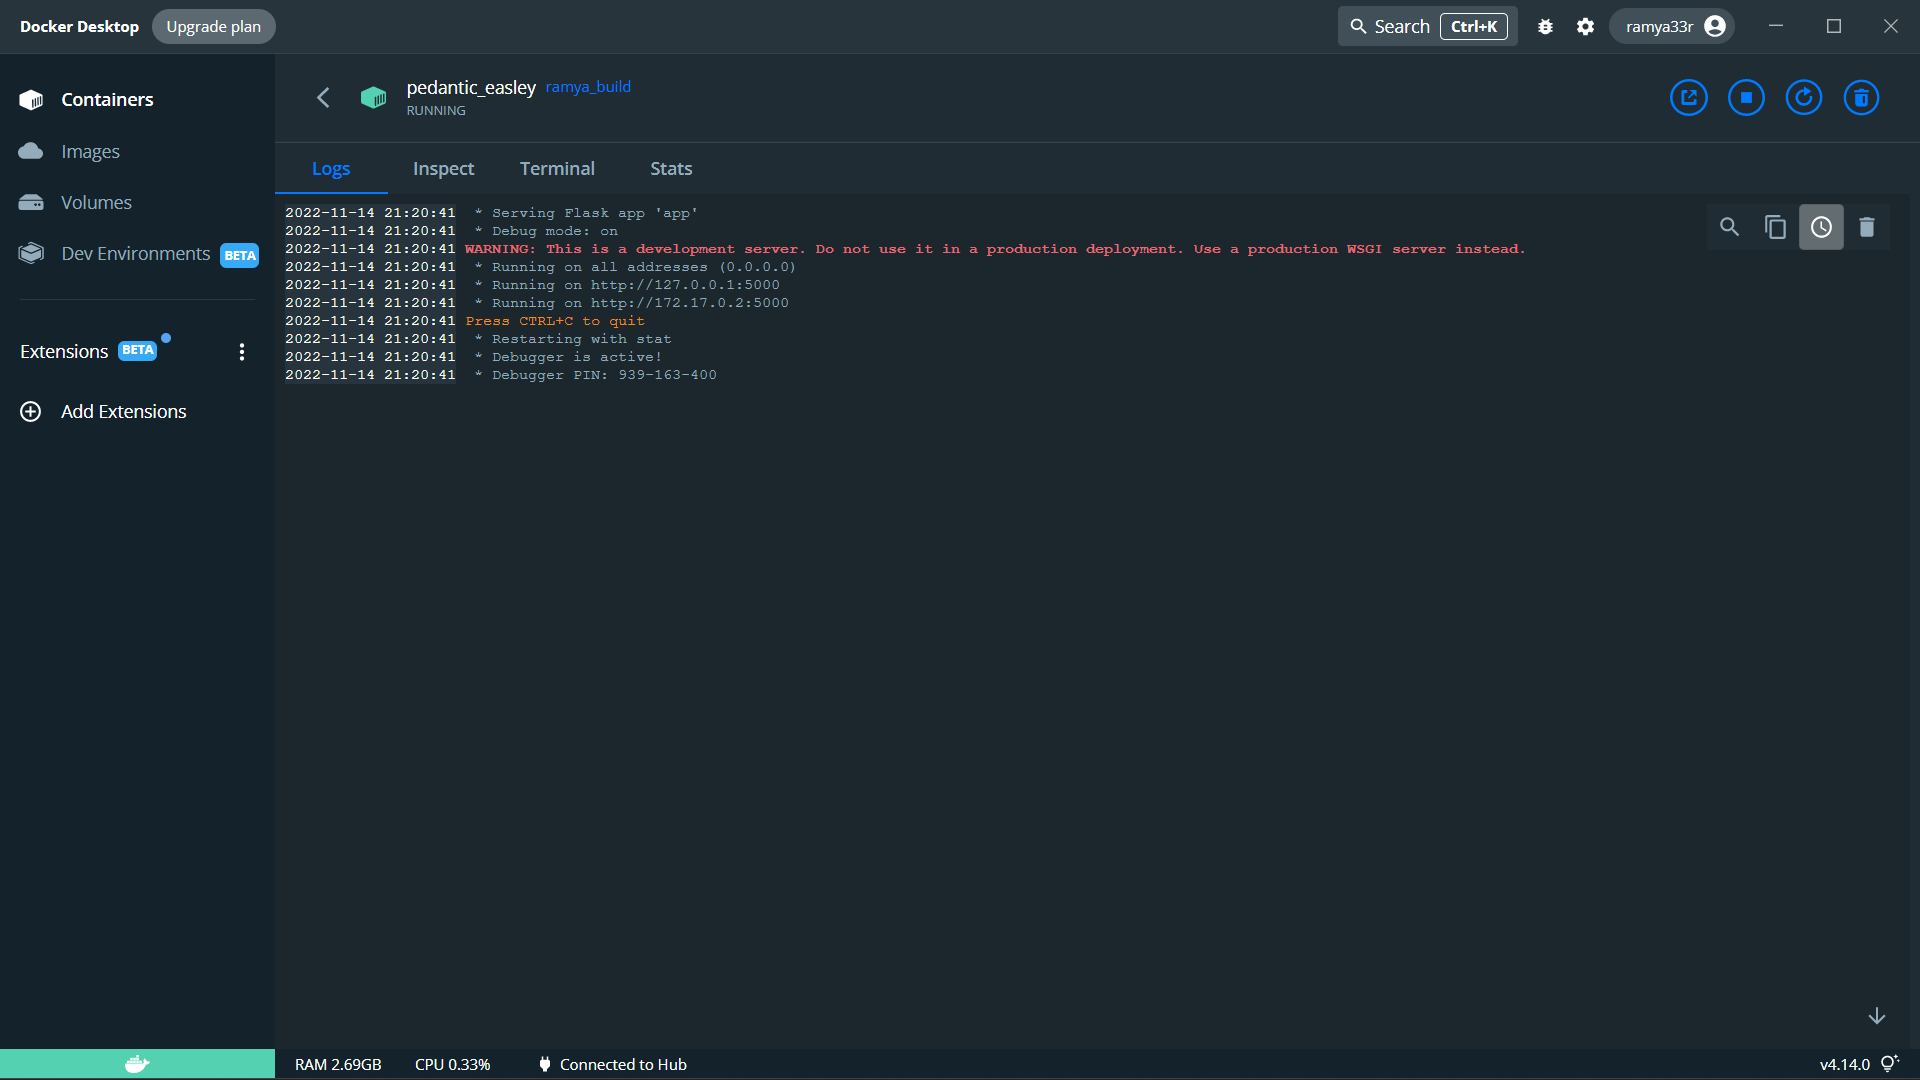 Docker Desktop Upgrade plan Search Ctrl+K ramya33r
Containers
Images
Volumes
Dev Environments BETA
Extensions BETA
Add Extensions
pedantic_easley ramya_build
RUNNING
Logs Inspect Terminal Stats
2022-11-14 21:20:41  * Serving Flask app 'app'
2022-11-14 21:20:41  * Debug mode: on
2022-11-14 21:20:41 WARNING: This is a development server. Do not use it in a production deployment. Use a production WSGI server instead.
2022-11-14 21:20:41  * Running on all addresses (0.0.0.0)
2022-11-14 21:20:41  * Running on http://127.0.0.1:5000
2022-11-14 21:20:41  * Running on http://172.17.0.2:5000
2022-11-14 21:20:41 Press CTRL+C to quit
2022-11-14 21:20:41  * Restarting with stat
2022-11-14 21:20:41  * Debugger is active!
2022-11-14 21:20:41  * Debugger PIN: 939-163-400
RAM 2.69GB CPU 0.33% Connected to Hub v4.14.0